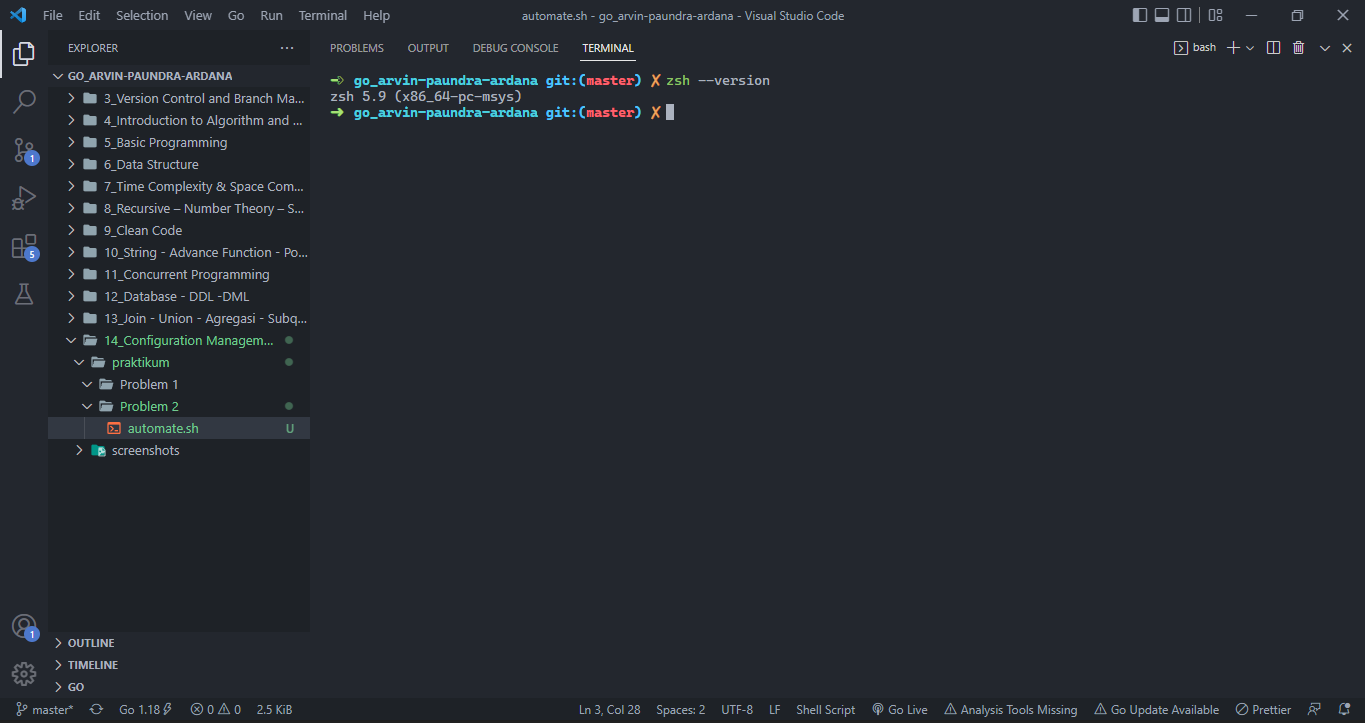 File Edit Selection View Go Run Terminal Help
automate.sh - go_arvin-paundra-ardana - Visual Studio Code
EXPLORER
GO_ARVIN-PAUNDRA-ARDANA
3_Version Control and Branch Ma...
4_Introduction to Algorithm and ...
5_Basic Programming
6_Data Structure
7_Time Complexity & Space Com...
8_Recursive – Number Theory – S...
9_Clean Code
10_String - Advance Function - Po...
11_Concurrent Programming
12_Database - DDL -DML
13_Join - Union - Agregasi - Subq...
14_Configuration Managem...
praktikum
Problem 1
Problem 2
automate.sh U
screenshots
OUTLINE
TIMELINE
GO
1
5
1
PROBLEMS OUTPUT DEBUG CONSOLE TERMINAL
bash
➜ go_arvin-paundra-ardana git:(master) ✗ zsh --version
zsh 5.9 (x86_64-pc-msys)
➜ go_arvin-paundra-ardana git:(master) ✗
master* Go 1.18 0 0 2.5 KiB
Ln 3, Col 28 Spaces: 2 UTF-8 LF Shell Script Go Live Analysis Tools Missing Go Update Available Prettier